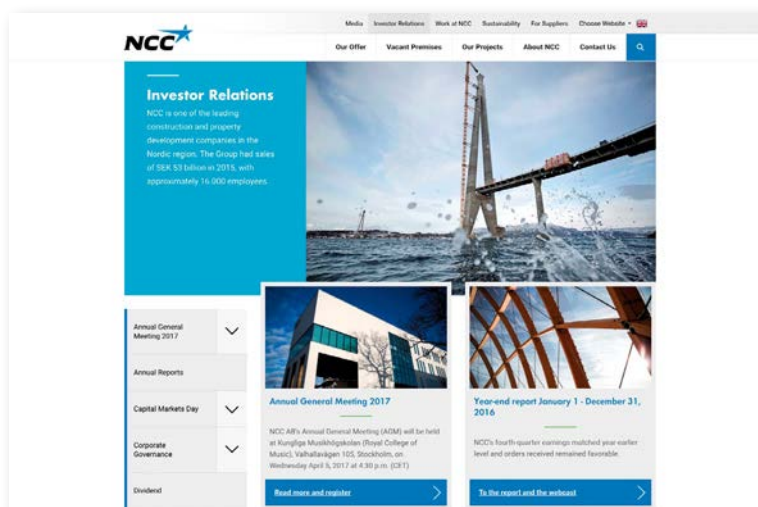 Media Investor Relations Work at NCC Sustainability For Suppliers Choose Website
NCC
Our Offer Vacant Premises Our Projects About NCC Contact Us
Investor Relations
NCC is one of the leading
construction and property
development companies in the
Nordic region. The Group had sales
of SEK 53 billion in 2015, with
approximately 16 000 employees.
Annual General
Meeting 2017
Annual Reports
Capital Markets Day
Corporate
Governance
Dividend
Annual General Meeting 2017
NCC AB's Annual General Meeting (AGM) will be held
at Kungliga Musikhögskolan (Royal College of
Music), Valhallavägen 105, Stockholm, on
Wednesday April 5, 2017 at 4:30 p.m. (CET)
Read more and register
Year-end report January 1 - December 31,
2016
NCC's fourth-quarter earnings matched year-earlier
level and orders received remained favorable.
To the report and the webcast